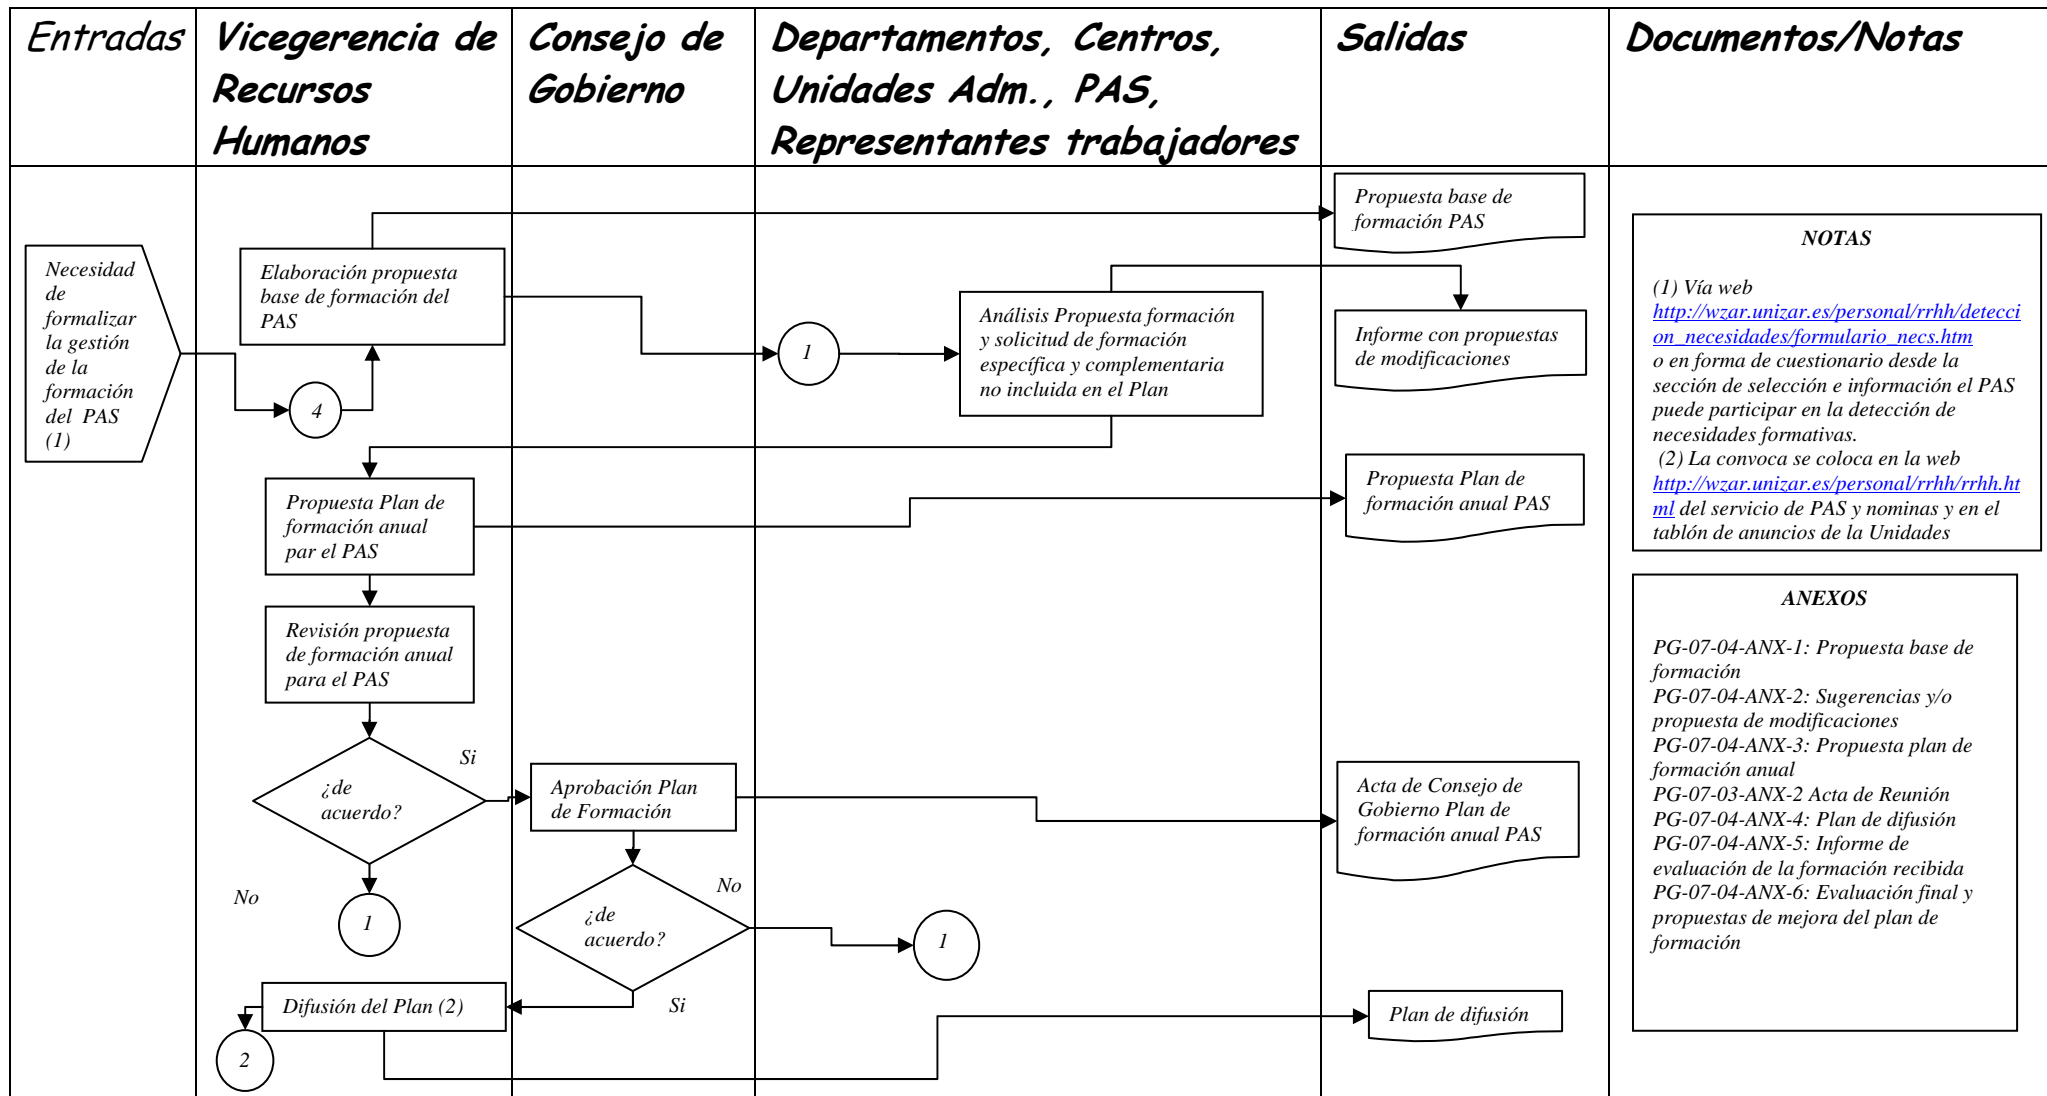 Entradas
Vicegerencia de
Recursos
Humanos
Consejo de
Gobierno
Departamentos, Centros,
Unidades Adm., PAS,
Representantes trabajadores
Salidas
Documentos/Notas
Necesidad
de
formalizar
la gestión
de la
formación
del PAS
(1)
Elaboración propuesta
base de formación del
PAS
4
1
Análisis Propuesta formación
y solicitud de formación
específica y complementaria
no incluida en el Plan
Propuesta base de
formación PAS
Informe con propuestas
de modificaciones
Propuesta Plan de
formación anual
par el PAS
Propuesta Plan de
formación anual PAS
Revisión propuesta
de formación anual
para el PAS
¿de
acuerdo?
Si
No
1
Aprobación Plan
de Formación
Acta de Consejo de
Gobierno Plan de
formación anual PAS
¿de
acuerdo?
No
1
Si
Difusión del Plan (2)
2
Plan de difusión
NOTAS
(1) Vía web
http://wzar.unizar.es/personal/rrhh/detecci
on_necesidades/formulario_necs.htm
o en forma de cuestionario desde la
sección de selección e información el PAS
puede participar en la detección de
necesidades formativas.
(2) La convoca se coloca en la web
http://wzar.unizar.es/personal/rrhh/rrhh.ht
ml del servicio de PAS y nominas y en el
tablón de anuncios de la Unidades
ANEXOS
PG-07-04-ANX-1: Propuesta base de
formación
PG-07-04-ANX-2: Sugerencias y/o
propuesta de modificaciones
PG-07-04-ANX-3: Propuesta plan de
formación anual
PG-07-03-ANX-2 Acta de Reunión
PG-07-04-ANX-4: Plan de difusión
PG-07-04-ANX-5: Informe de
evaluación de la formación recibida
PG-07-04-ANX-6: Evaluación final y
propuestas de mejora del plan de
formación